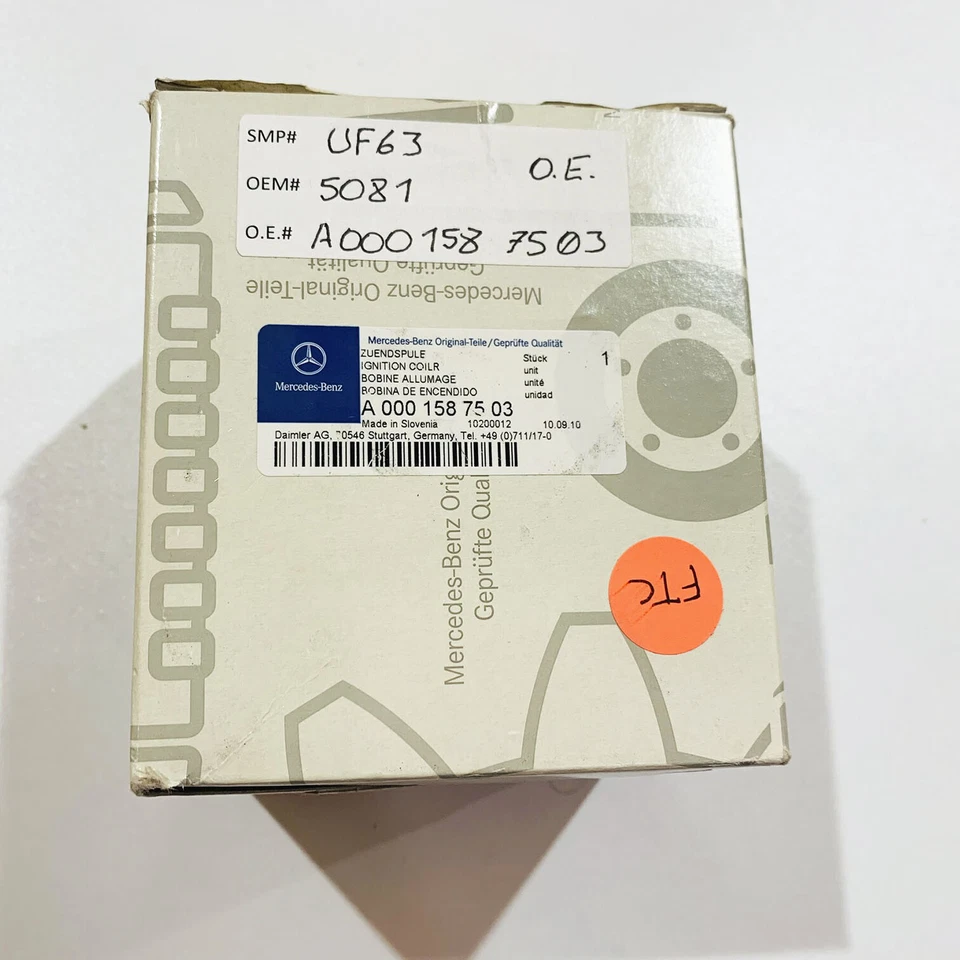 SMP# UF63
O.E.
OEM# 5081
O.E.# A000 158 7503
Geprüfte Qualität
Mercedes-Benz Original-Teile
Mercedes-Benz Original-Teile/Geprüfte Qualität
ZUENDSPULE Stück 1
IGNITION COILR unit
BOBINE ALLUMAGE unité
BOBINA DE ENCENDIDO unidad
Mercedes-Benz
A 000 158 75 03
Made in Slovenia 10200012 10.09.10
Daimler AG, 70546 Stuttgart, Germany, Tel. +49 (0)711/17-0
Mercedes-Benz Orig
Geprüfte Qual
FTC